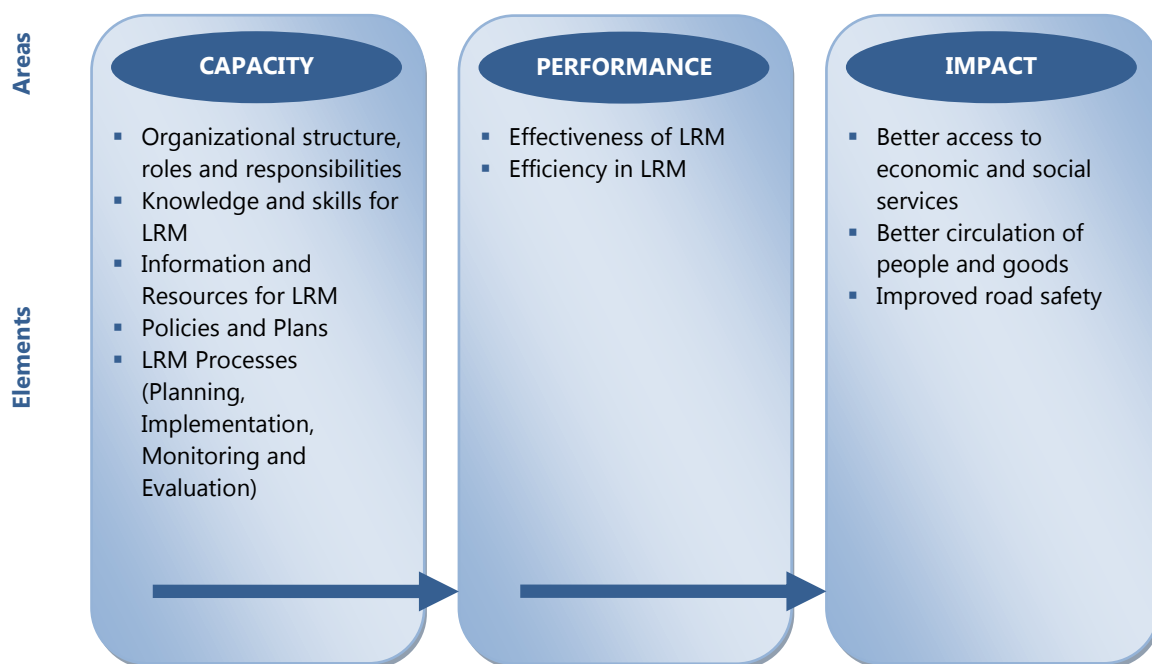 Areas
Elements
CAPACITY
▪ Organizational structure,
roles and responsibilities
▪ Knowledge and skills for
LRM
▪ Information and
Resources for LRM
▪ Policies and Plans
▪ LRM Processes
(Planning,
Implementation,
Monitoring and
Evaluation)
PERFORMANCE
▪ Effectiveness of LRM
▪ Efficiency in LRM
IMPACT
▪ Better access to
economic and social
services
▪ Better circulation of
people and goods
▪ Improved road safety